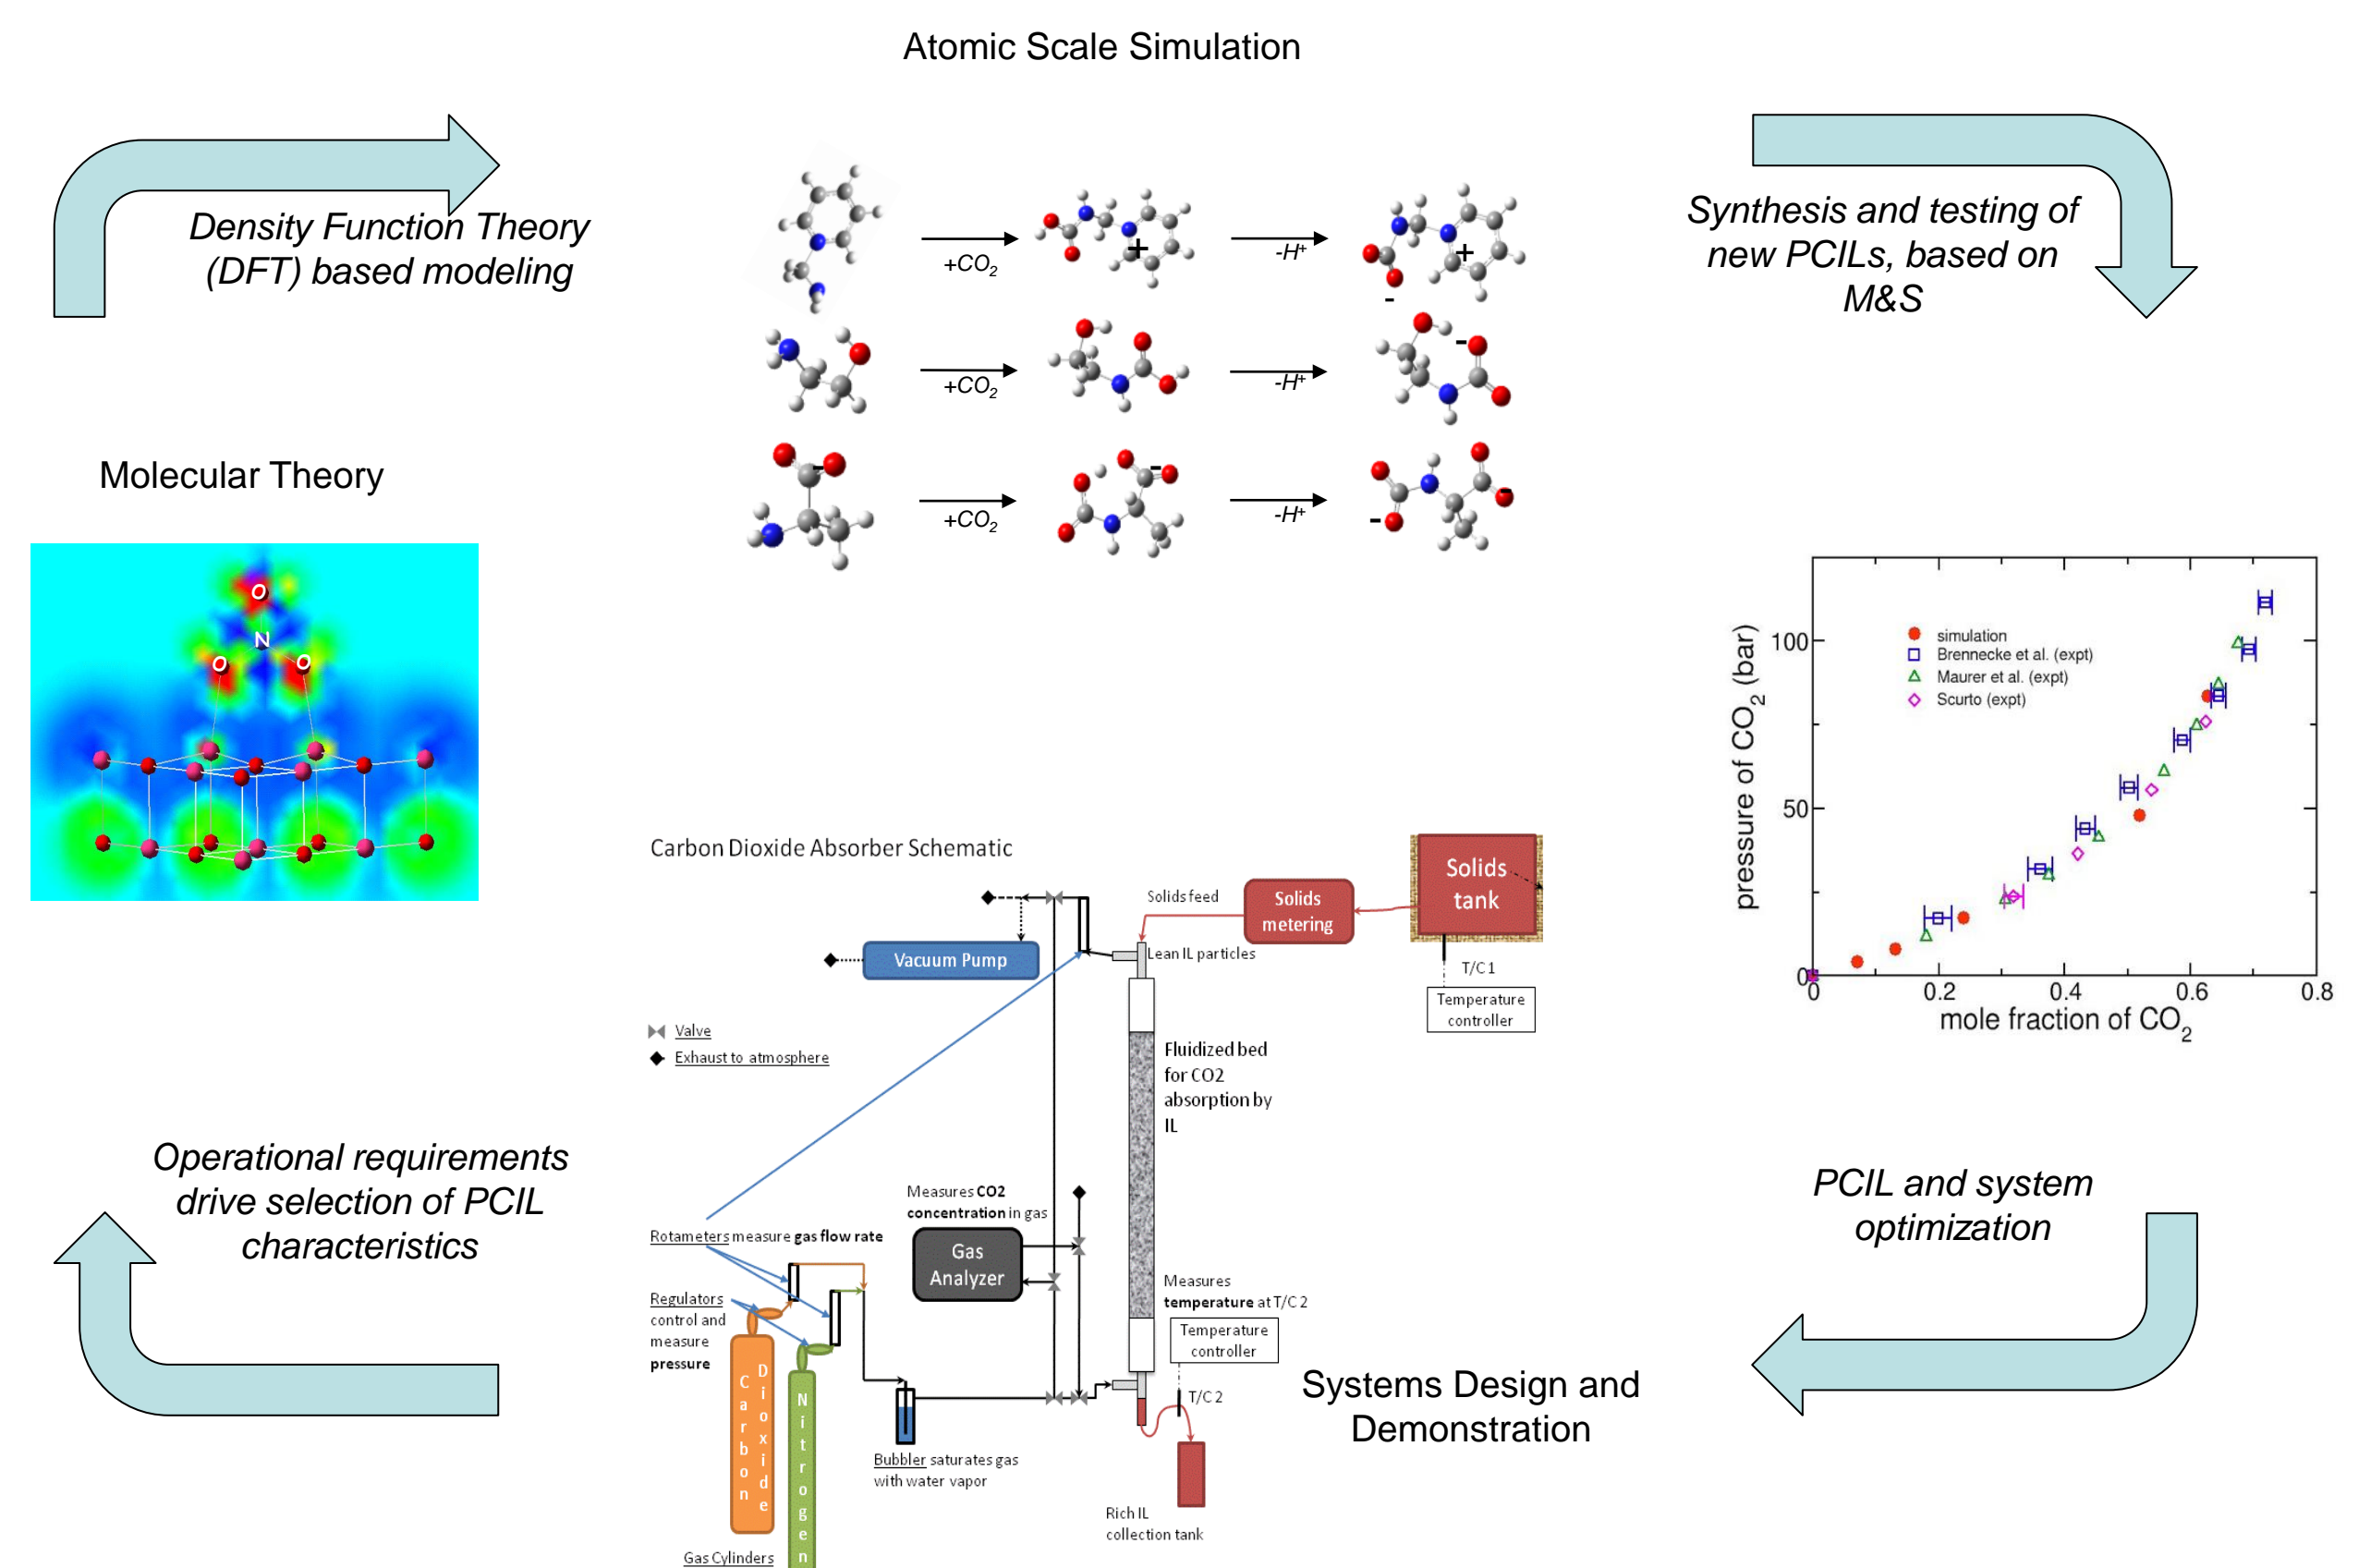 Atomic Scale Simulation
Density Function Theory
(DFT) based modeling
Synthesis and testing of
new PCILs, based on
M&S
+CO2
-H+
+
+
-
+CO2
-H+
-
+CO2
-H+
-
-
-
-
Molecular Theory
O
N
O
O
pressure of CO2 (bar)
100
50
0
simulation
Brennecke et al. (expt)
Maurer et al. (expt)
Scurto (expt)
0
0.2
0.4
0.6
0.8
mole fraction of CO2
Carbon Dioxide Absorber Schematic
Solids feed
Solids
metering
Solids
tank
Vacuum Pump
Lean IL particles
T/C 1
Temperature
controller
Valve
Exhaust to atmosphere
Fluidized bed
for CO2
absorption by
IL
Operational requirements
drive selection of PCIL
characteristics
PCIL and system
optimization
Measures CO2
concentration in gas
Rotameters measure gas flow rate
Gas
Analyzer
Regulators
control and
measure
pressure
Measures
temperature at T/C 2
Temperature
controller
T/C 2
Carbon
Dioxide
Nitrogen
Systems Design and
Demonstration
Bubbler saturates gas
with water vapor
Rich IL
collection tank
Gas Cylinders